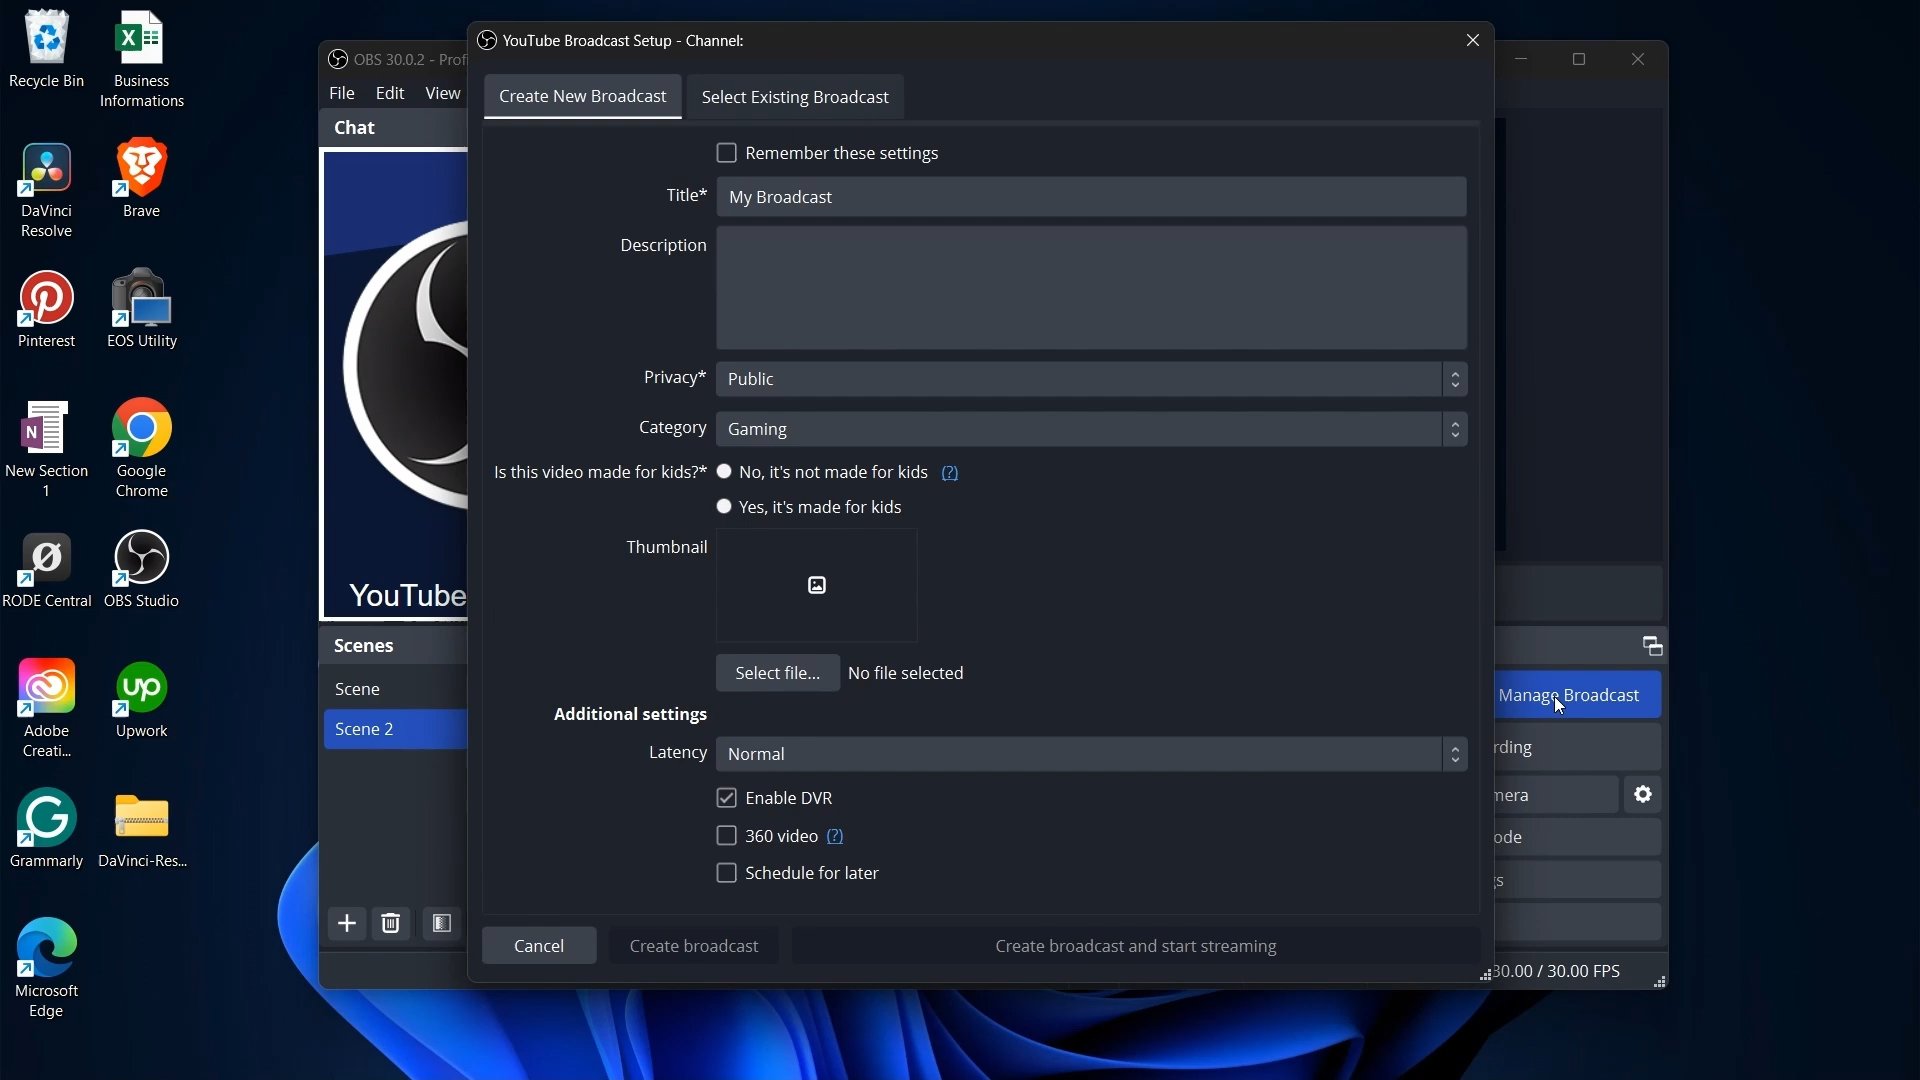 Recycle Bin
Business
Informations
DaVinci
Resolve
Brave
Pinterest
EOS Utility
New Section
1
Google
Chrome
RODE Central
OBS Studio
Adobe
Creati...
Upwork
Grammarly
DaVinci-Res...
Microsoft
Edge
OBS 30.0.2 - Prof
File Edit View
Chat
YouTube
Scenes
Scene
Scene 2
YouTube Broadcast Setup - Channel:
Create New Broadcast
Select Existing Broadcast
Remember these settings
Title* My Broadcast
Description
Privacy* Public
Category Gaming
Is this video made for kids?* No, it's not made for kids (?)
Yes, it's made for kids
Thumbnail
Select file... No file selected
Additional settings
Latency Normal
Enable DVR
360 video (?)
Schedule for later
Cancel
Create broadcast
Create broadcast and start streaming
Manage Broadcast
rding
mera
ode
gs
30.00 / 30.00 FPS